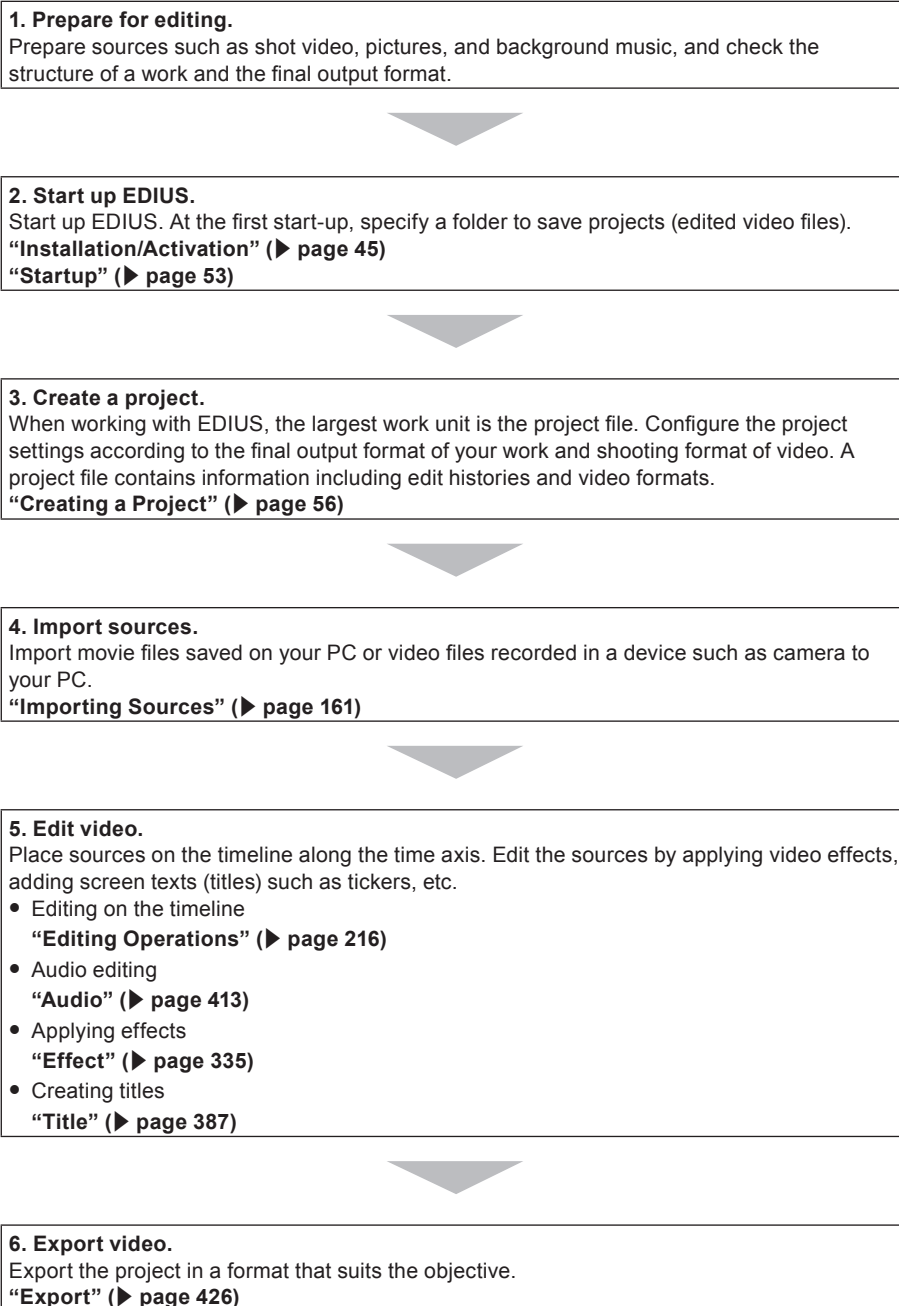 1. Prepare for editing.
Prepare sources such as shot video, pictures, and background music, and check the
structure of a work and the final output format.
2. Start up EDIUS.
Start up EDIUS. At the first start-up, specify a folder to save projects (edited video files).
“Installation/Activation” (▶ page 45)
“Startup” (▶ page 53)
3. Create a project.
When working with EDIUS, the largest work unit is the project file. Configure the project
settings according to the final output format of your work and shooting format of video. A
project file contains information including edit histories and video formats.
“Creating a Project” (▶ page 56)
4. Import sources.
Import movie files saved on your PC or video files recorded in a device such as camera to
your PC.
“Importing Sources” (▶ page 161)
5. Edit video.
Place sources on the timeline along the time axis. Edit the sources by applying video effects,
adding screen texts (titles) such as tickers, etc.
• Editing on the timeline
“Editing Operations” (▶ page 216)
• Audio editing
“Audio” (▶ page 413)
• Applying effects
“Effect” (▶ page 335)
• Creating titles
“Title” (▶ page 387)
6. Export video.
Export the project in a format that suits the objective.
“Export” (▶ page 426)